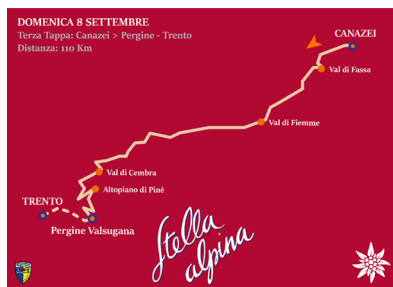 DOMENICA 8 SETTEMBRE
Terza Tappa: Canazei > Pergine - Trento
Distanza: 110 Km
CANAZEI
Val di Fassa
Val di Fiemme
Val di Cembra
Altopiano di Pinè
TRENTO
Pergine Valsugana
Stella
alpina